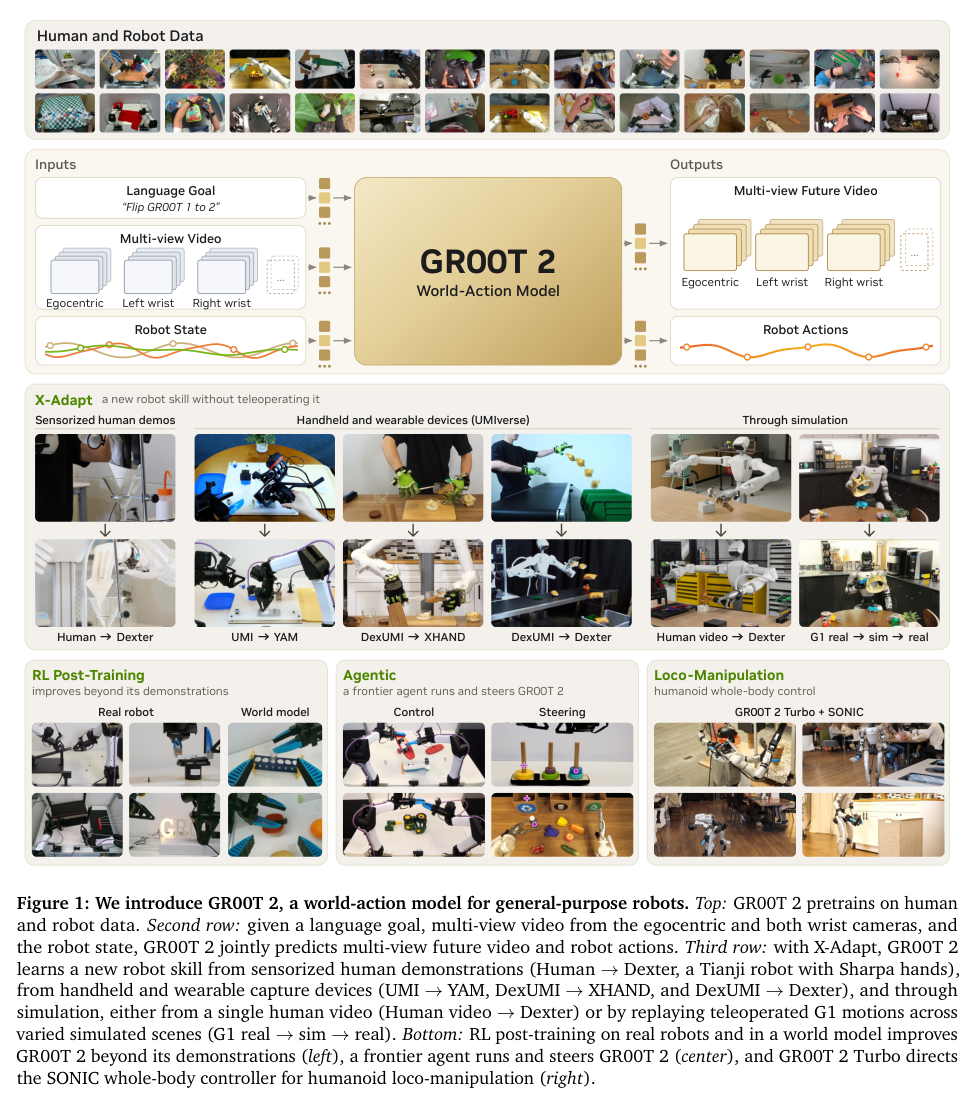 Human and Robot Data
Inputs
Outputs
Language Goal
“Flip GR00T 1 to 2”
Multi-view Video
Egocentric Left wrist Right wrist
...
Robot State
GR00T 2
World-Action Model
Multi-view Future Video
Egocentric Left wrist Right wrist
...
Robot Actions
X-Adapt a new robot skill without teleoperating it
Sensorized human demos
Handheld and wearable devices (UMIverse)
Through simulation
Human → Dexter
UMI → YAM
DexUMI → XHAND
DexUMI → Dexter
Human video → Dexter
G1 real → sim → real
RL Post-Training
improves beyond its demonstrations
Real robot
World model
Agentic
a frontier agent runs and steers GR00T 2
Control
Steering
Loco-Manipulation
humanoid whole-body control
GR00T 2 Turbo + SONIC
Figure 1: We introduce GR00T 2, a world-action model for general-purpose robots. Top: GR00T 2 pretrains on human
and robot data. Second row: given a language goal, multi-view video from the egocentric and both wrist cameras, and
the robot state, GR00T 2 jointly predicts multi-view future video and robot actions. Third row: with X-Adapt, GR00T 2
learns a new robot skill from sensorized human demonstrations (Human → Dexter, a Tianji robot with Sharpa hands),
from handheld and wearable capture devices (UMI → YAM, DexUMI → XHAND, and DexUMI → Dexter), and through
simulation, either from a single human video (Human video → Dexter) or by replaying teleoperated G1 motions across
varied simulated scenes (G1 real → sim → real). Bottom: RL post-training on real robots and in a world model improves
GR00T 2 beyond its demonstrations (left), a frontier agent runs and steers GR00T 2 (center), and GR00T 2 Turbo directs
the SONIC whole-body controller for humanoid loco-manipulation (right).